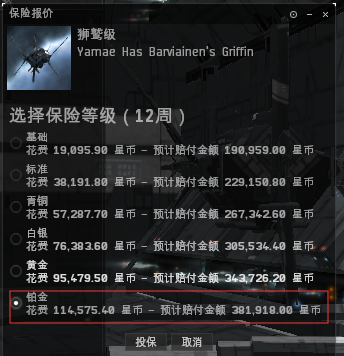 保险报价
狮鹫级
Yamae Has Barviainen's Griffin
选择保险等级 ( 12周 )
基础
花费 19,095.90 星币 - 预计赔付金额 190,959.00 星币
标准
花费 38,191.80 星币 - 预计赔付金额 229,150.80 星币
青铜
花费 57,287.70 星币 - 预计赔付金额 267,342.60 星币
白银
花费 76,383.60 星币 - 预计赔付金额 305,534.40 星币
黄金
花费 95,479.50 星币 - 预计赔付金额 343,726.20 星币
铂金
花费 114,575.40 星币 - 预计赔付金额 381,918.00 星币
投保 取消